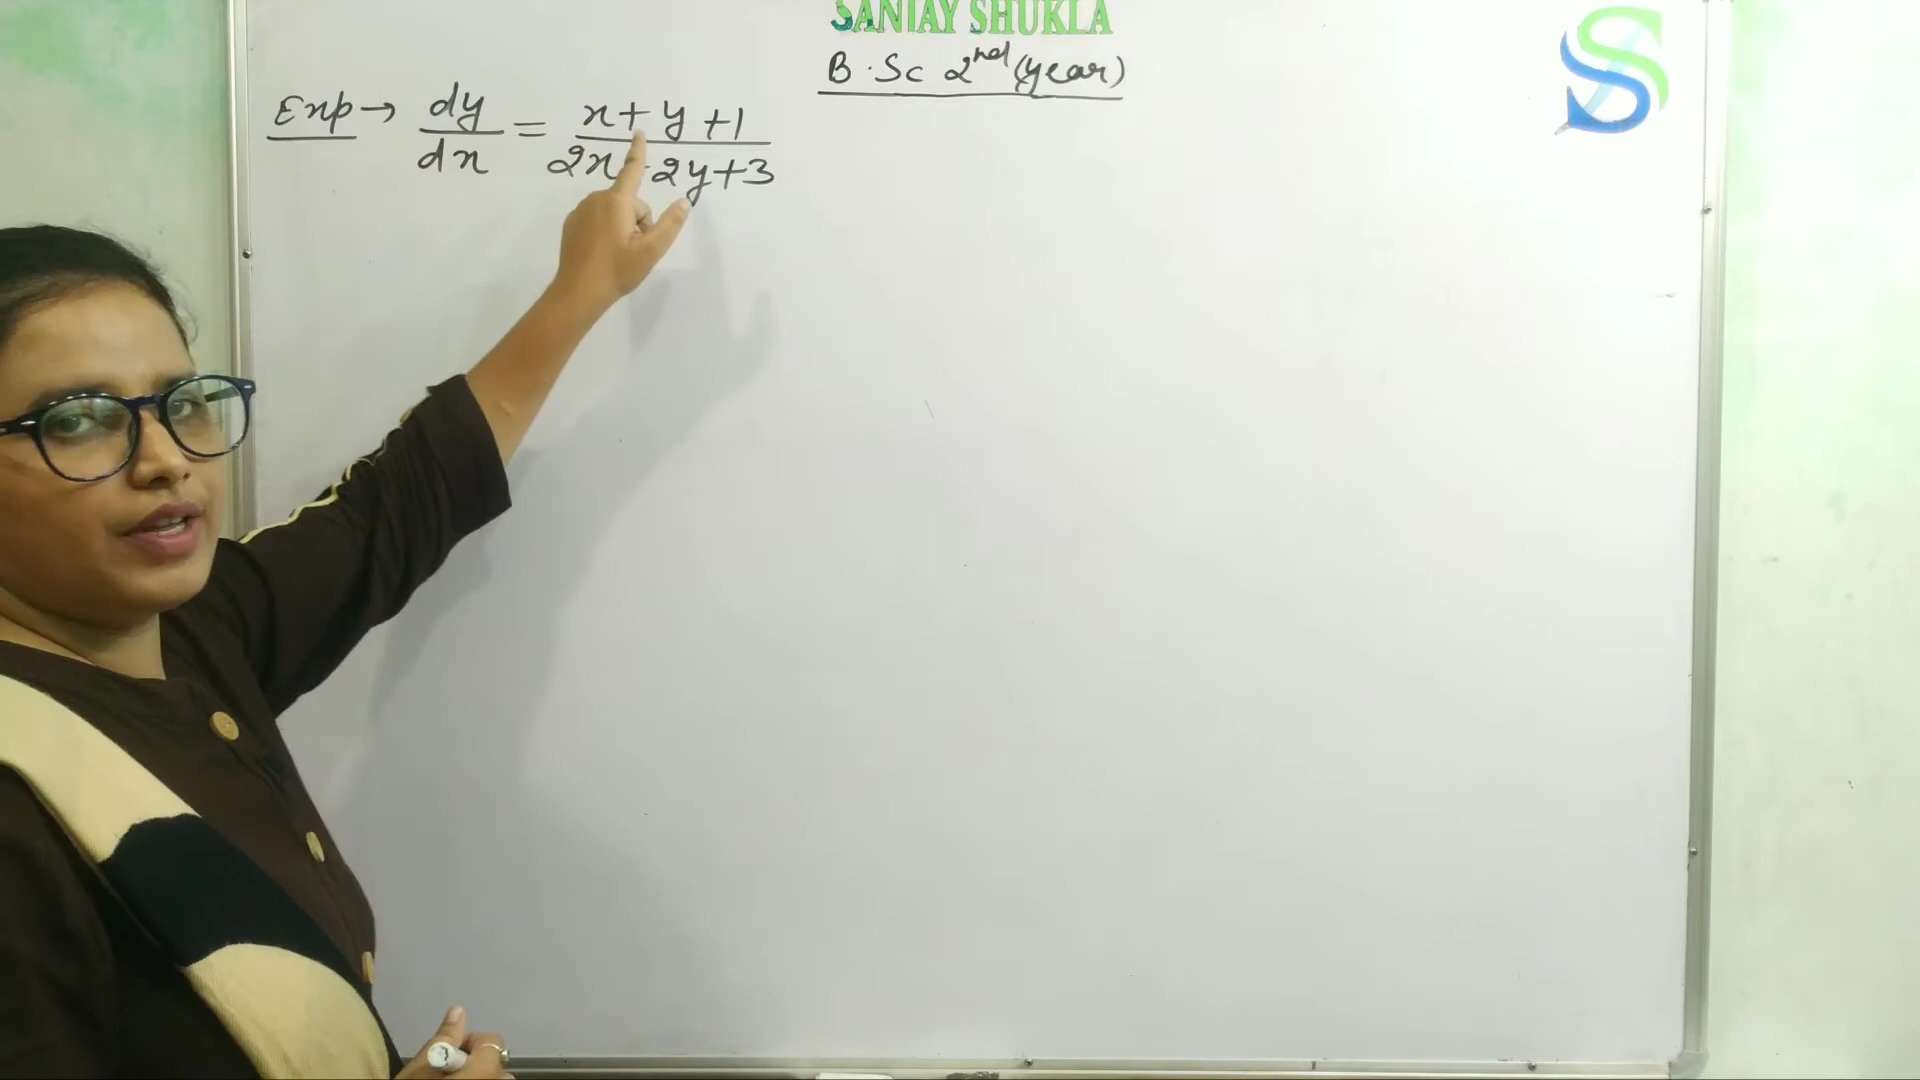 SANJAY SHUKLA
B.Sc 2nd (year)
Exp → dy/dx = x+y+1 / 2x+2y+3